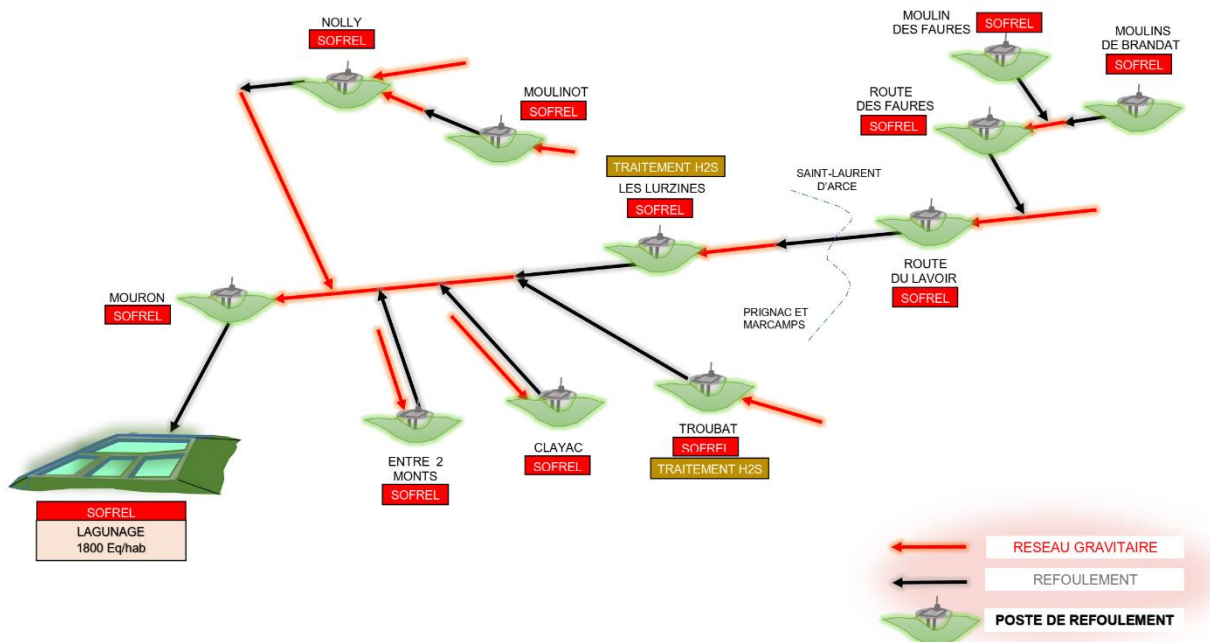 NOLLY
SOFREL
MOULINOT
SOFREL
MOULIN
DES FAURES
SOFREL
MOULINS
DE BRANDAT
SOFREL
ROUTE
DES FAURES
SOFREL
TRAITEMENT H2S
LES LURZINES
SOFREL
SAINT-LAURENT
D'ARCE
ROUTE
DU LAVOIR
SOFREL
PRIGNAC ET
MARCAMPS
MOURON
SOFREL
ENTRE 2
MONTS
SOFREL
CLAYAC
SOFREL
TROUBAT
SOFREL
TRAITEMENT H2S
SOFREL
LAGUNAGE
1800 Eq/hab
RESEAU GRAVITAIRE
REFOULEMENT
POSTE DE REFOULEMENT